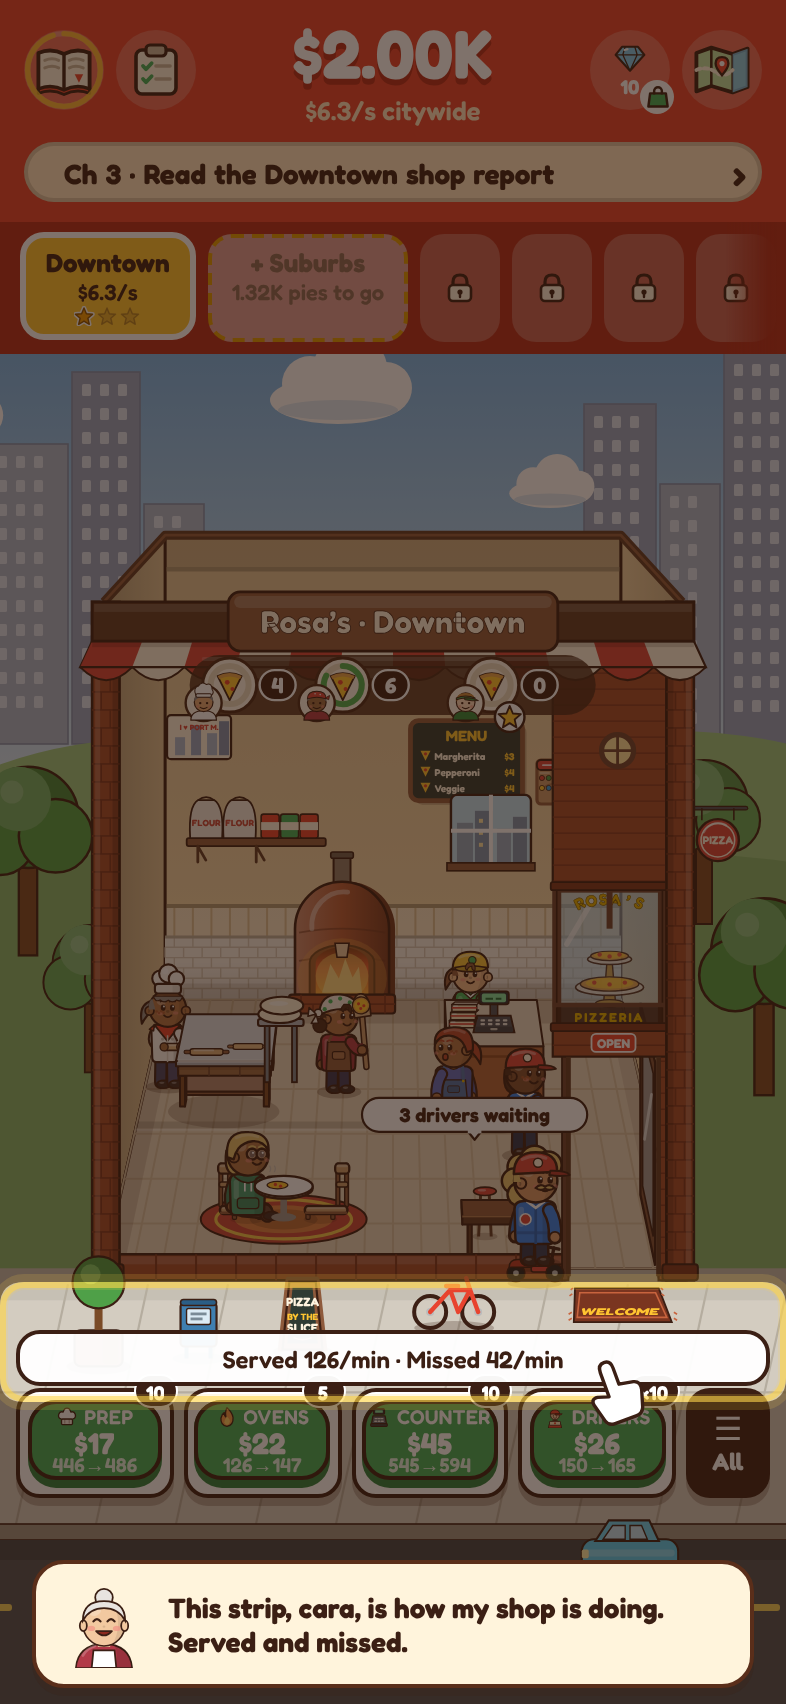 $2.00K
$6.3/s citywide
10
Ch 3 · Read the Downtown shop report
Downtown
$6.3/s
+ Suburbs
1.32K pies to go
Rosa's · Downtown
4
6
0
MENU
Margherita $3
Pepperoni $4
Veggie $4
FLOUR FLOUR
PIZZA
ROSA'S
PIZZERIA
OPEN
3 drivers waiting
PIZZA
BY THE
SLICE
WELCOME
Served 126/min · Missed 42/min
10
5
10
PREP
$17
446→486
OVENS
$22
126→147
COUNTER
$45
545→594
$26
150→165
All
This strip, cara, is how my shop is doing.
Served and missed.